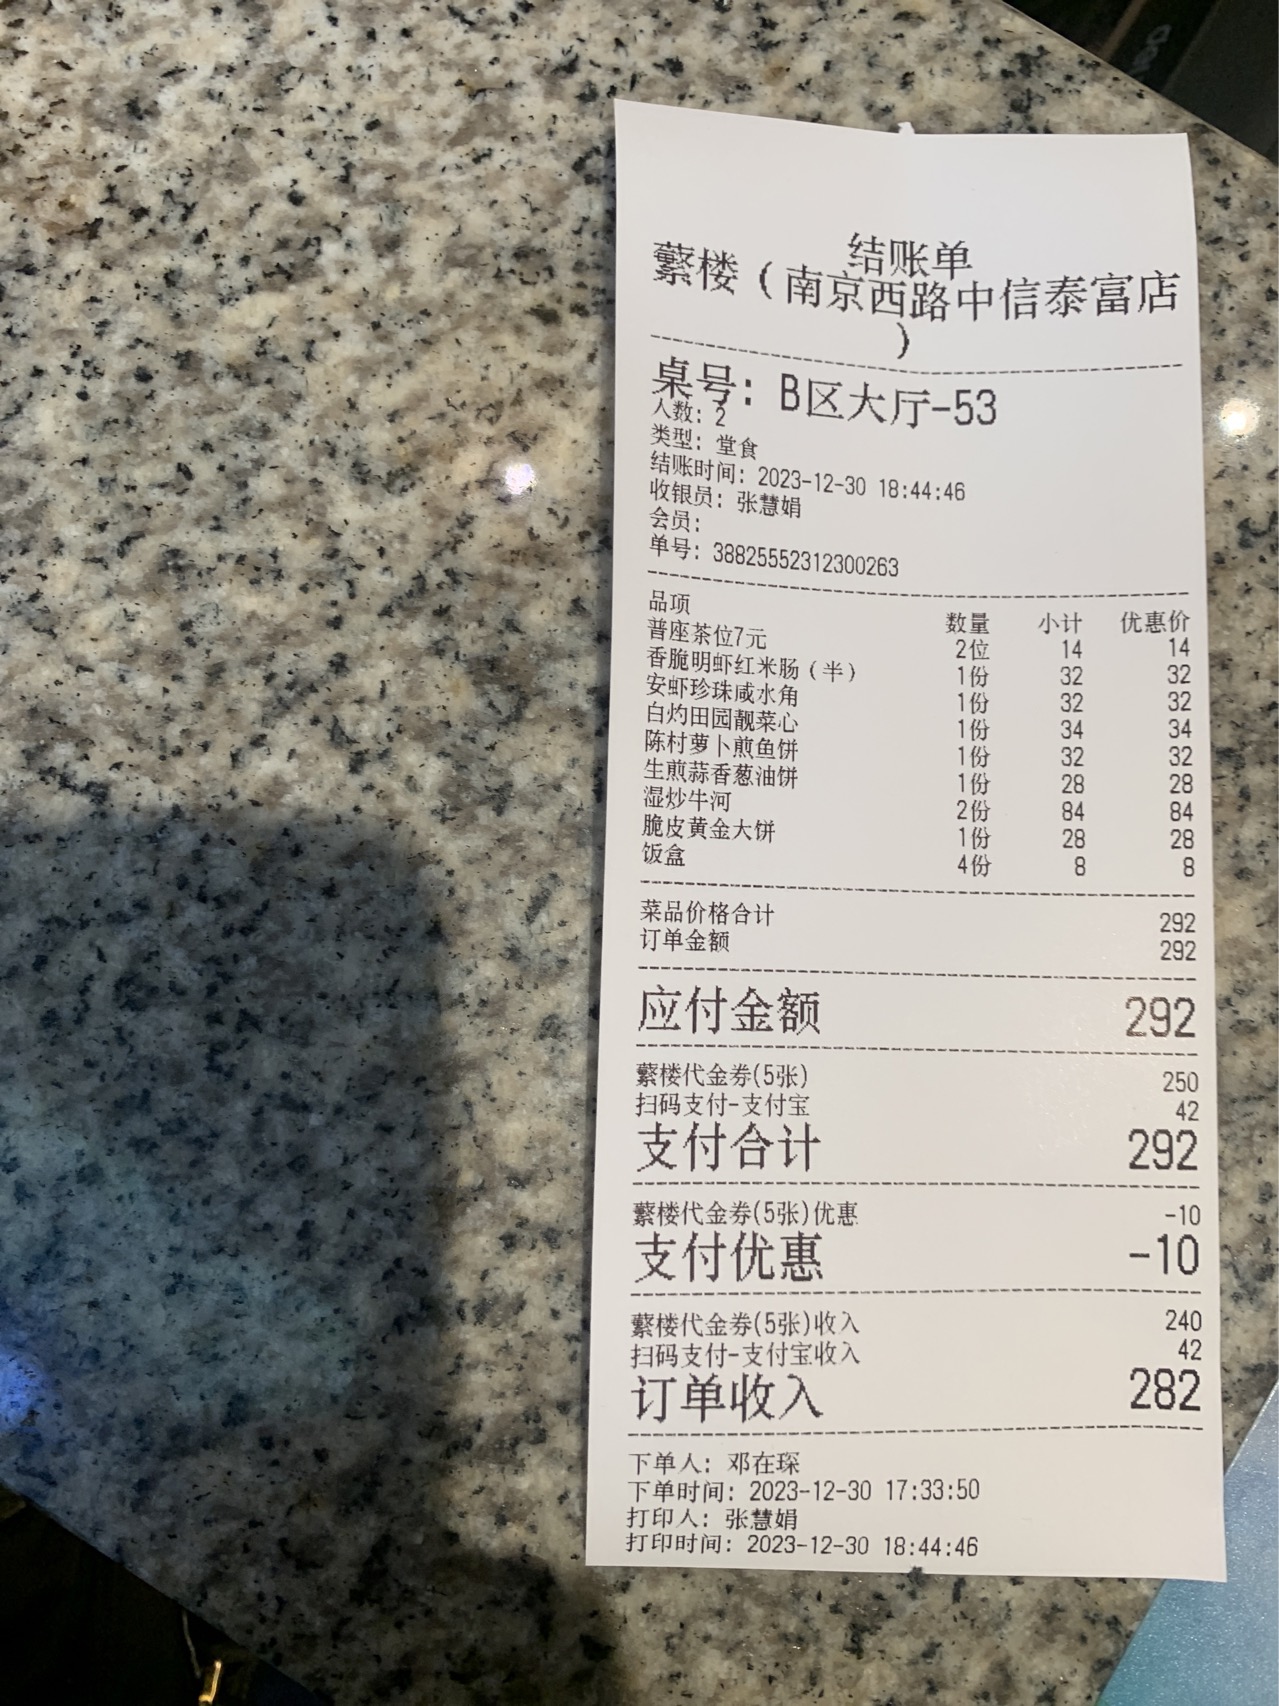 结账单
蘩楼（南京西路中信泰富店
）
桌号: B区大厅-53
人数: 2
类型: 堂食
结账时间: 2023-12-30 18:44:46
收银员: 张慧娟
会员:
单号: 38825552312300263
品项 数量 小计 优惠价
普座茶位7元 2位 14 14
香脆明虾红米肠（半） 1份 32 32
安虾珍珠咸水角 1份 32 32
白灼田园靓菜心 1份 34 34
陈村萝卜煎鱼饼 1份 32 32
生煎蒜香葱油饼 1份 28 28
湿炒牛河 2份 84 84
脆皮黄金大饼 1份 28 28
饭盒 4份 8 8
菜品价格合计 292
订单金额 292
应付金额 292
蘩楼代金券(5张) 250
扫码支付-支付宝 42
支付合计 292
蘩楼代金券(5张)优惠 -10
支付优惠 -10
蘩楼代金券(5张)收入 240
扫码支付-支付宝收入 42
订单收入 282
下单人: 邓在琛
下单时间: 2023-12-30 17:33:50
打印人: 张慧娟
打印时间: 2023-12-30 18:44:46